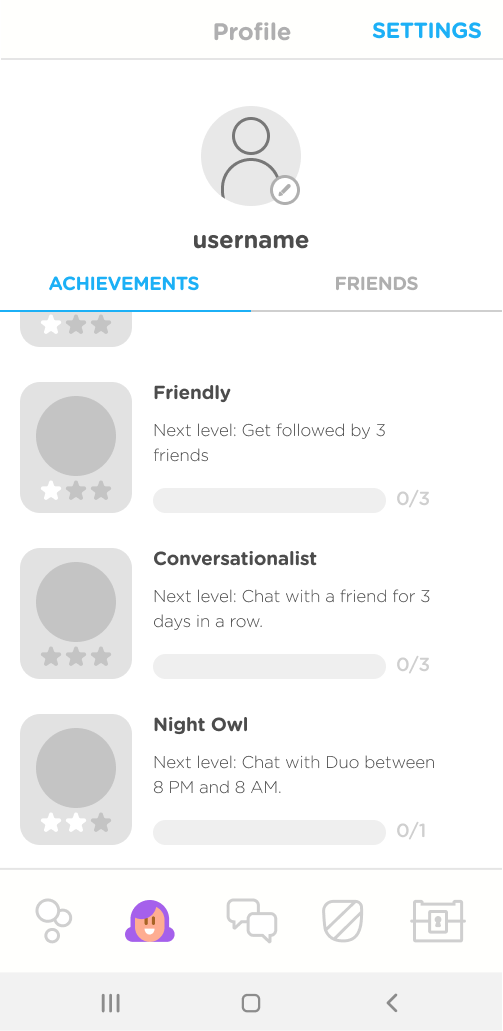 Profile
SETTINGS
username
ACHIEVEMENTS
FRIENDS
Friendly
Next level: Get followed by 3
friends
0/3
Conversationalist
Next level: Chat with a friend for 3
days in a row.
0/3
Night Owl
Next level: Chat with Duo between
8 PM and 8 AM.
0/1